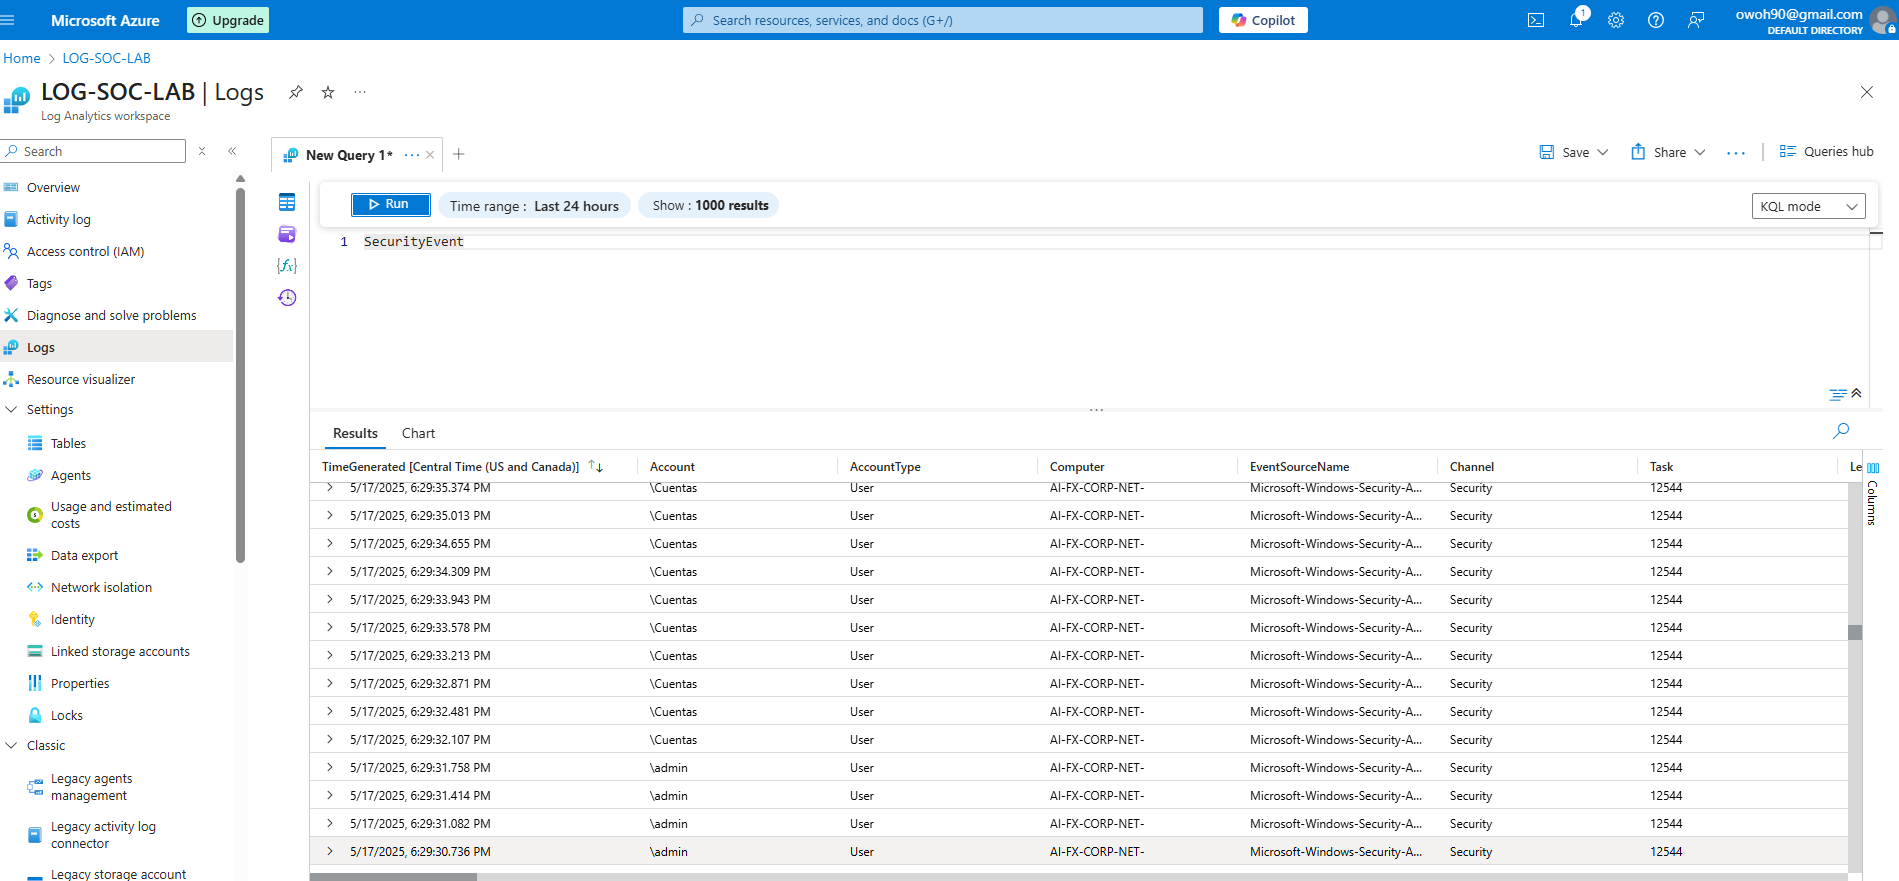 Microsoft Azure
Upgrade
Search resources, services, and docs (G+/)
Copilot
1
owoh90@gmail.com
DEFAULT DIRECTORY
Home > LOG-SOC-LAB
LOG-SOC-LAB | Logs
Log Analytics workspace
Search
Overview
Activity log
Access control (IAM)
Tags
Diagnose and solve problems
Logs
Resource visualizer
Settings
Tables
Agents
Usage and estimated
costs
Data export
Network isolation
Identity
Linked storage accounts
Properties
Locks
Classic
Legacy agents
management
Legacy activity log
connector
Legacy storage account
New Query 1*
Save
Share
Queries hub
Run
Time range : Last 24 hours
Show : 1000 results
KQL mode
1 SecurityEvent
Results
Chart
TimeGenerated [Central Time (US and Canada)] Account AccountType Computer EventSourceName Channel Task Le
5/17/2025, 6:29:35.374 PM \Cuentas User AI-FX-CORP-NET- Microsoft-Windows-Security-A... Security 12544
5/17/2025, 6:29:35.013 PM \Cuentas User AI-FX-CORP-NET- Microsoft-Windows-Security-A... Security 12544
5/17/2025, 6:29:34.655 PM \Cuentas User AI-FX-CORP-NET- Microsoft-Windows-Security-A... Security 12544
5/17/2025, 6:29:34.309 PM \Cuentas User AI-FX-CORP-NET- Microsoft-Windows-Security-A... Security 12544
5/17/2025, 6:29:33.943 PM \Cuentas User AI-FX-CORP-NET- Microsoft-Windows-Security-A... Security 12544
5/17/2025, 6:29:33.578 PM \Cuentas User AI-FX-CORP-NET- Microsoft-Windows-Security-A... Security 12544
5/17/2025, 6:29:33.213 PM \Cuentas User AI-FX-CORP-NET- Microsoft-Windows-Security-A... Security 12544
5/17/2025, 6:29:32.871 PM \Cuentas User AI-FX-CORP-NET- Microsoft-Windows-Security-A... Security 12544
5/17/2025, 6:29:32.481 PM \Cuentas User AI-FX-CORP-NET- Microsoft-Windows-Security-A... Security 12544
5/17/2025, 6:29:32.107 PM \Cuentas User AI-FX-CORP-NET- Microsoft-Windows-Security-A... Security 12544
5/17/2025, 6:29:31.758 PM \admin User AI-FX-CORP-NET- Microsoft-Windows-Security-A... Security 12544
5/17/2025, 6:29:31.414 PM \admin User AI-FX-CORP-NET- Microsoft-Windows-Security-A... Security 12544
5/17/2025, 6:29:31.082 PM \admin User AI-FX-CORP-NET- Microsoft-Windows-Security-A... Security 12544
5/17/2025, 6:29:30.736 PM \admin User AI-FX-CORP-NET- Microsoft-Windows-Security-A... Security 12544
Columns